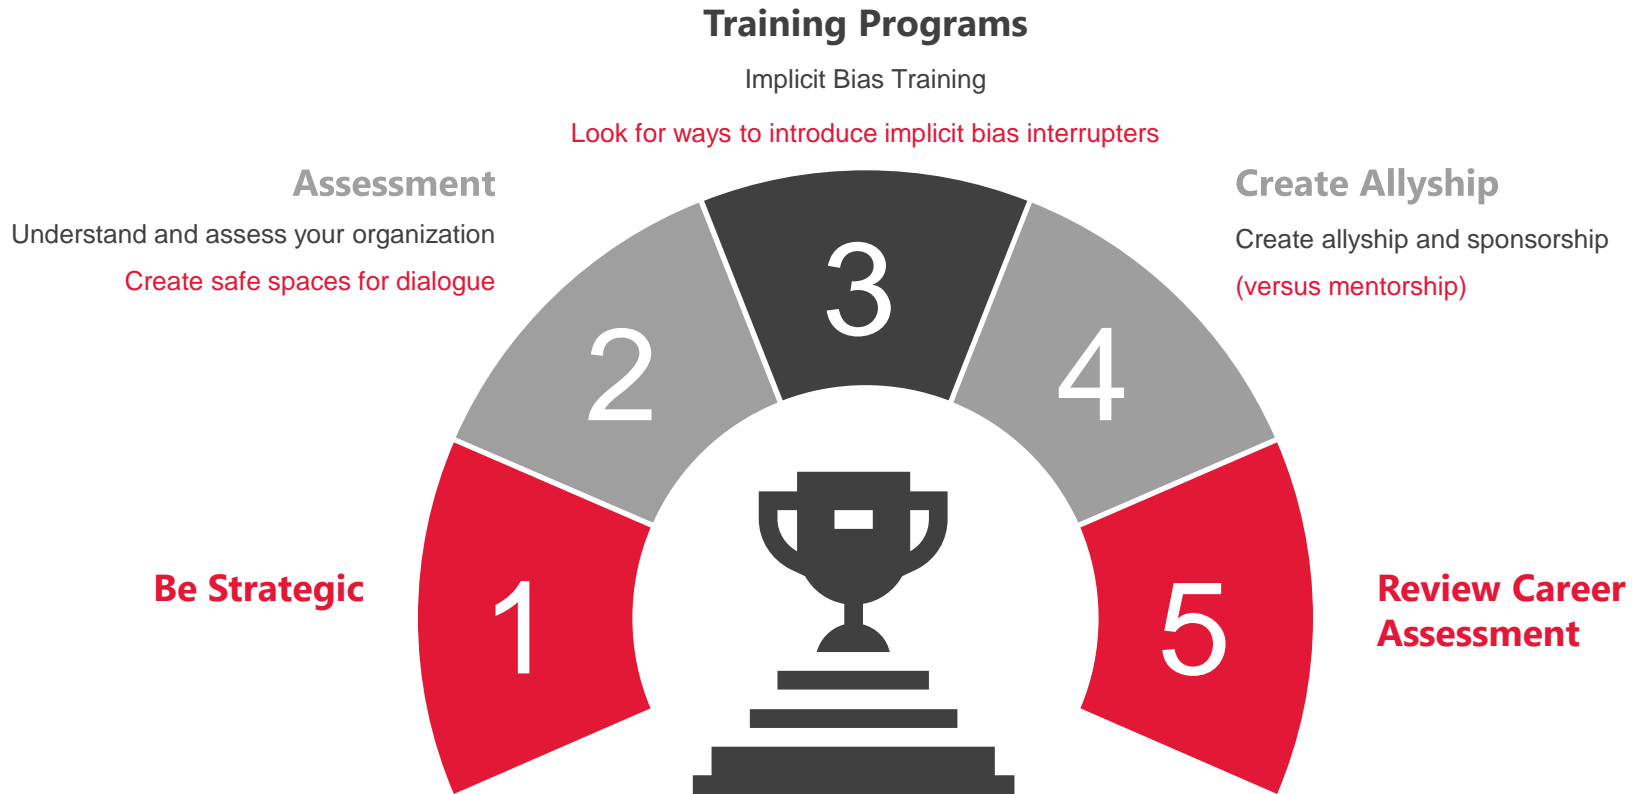 Training Programs
Implicit Bias Training
Look for ways to introduce implicit bias interrupters
Assessment
Understand and assess your organization
Create safe spaces for dialogue
Create Allyship
Create allyship and sponsorship
(versus mentorship)
3
2
4
Be Strategic
1
5
Review Career
Assessment